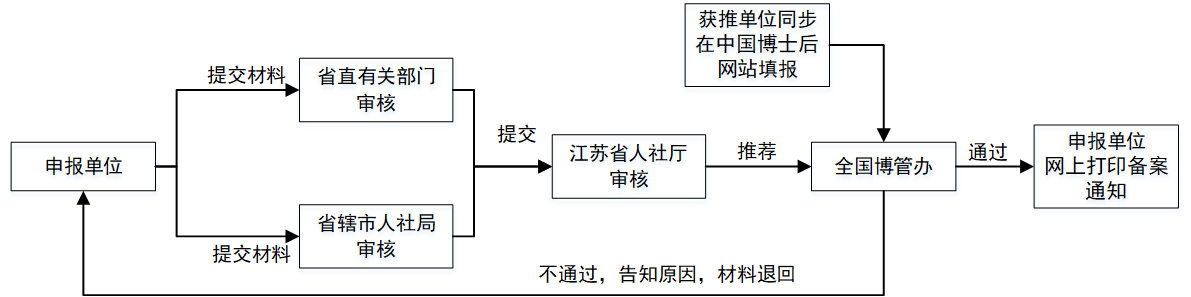 获推单位同步
在中国博士后
网站填报
提交材料
省直有关部门
审核
提交
申报单位
江苏省人社厅
审核
推荐
全国博管办
通过
申报单位
网上打印备案
通知
提交材料
省辖市人社局
审核
不通过，告知原因，材料退回